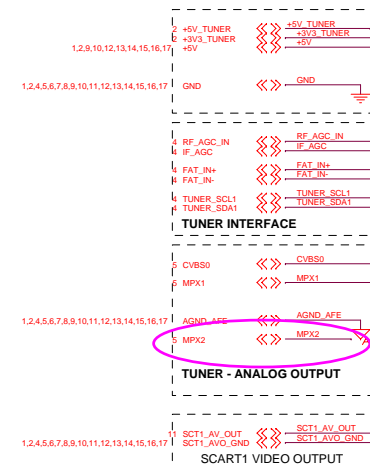 2 +5V_TUNER +5V_TUNER
2 +3V3_TUNER +3V3_TUNER
1,2,9,10,12,13,14,15,16,17 +5V +5V
1,2,4,5,6,7,8,9,10,11,12,13,14,15,16,17 GND GND
4 RF_AGC_IN RF_AGC_IN
4 IF_AGC IF_AGC
4 FAT_IN+ FAT_IN+
4 FAT_IN- FAT_IN-
4 TUNER_SCL1 TUNER_SCL1
4 TUNER_SDA1 TUNER_SDA1
TUNER INTERFACE
5 CVBS0 CVBS0
5 MPX1 MPX1
1,2,4,5,6,7,8,9,10,11,12,13,14,15,16,17 AGND_AFE AGND_AFE
5 MPX2 MPX2
TUNER - ANALOG OUTPUT
11 SCT1_AV_OUT SCT1_AV_OUT
1,2,4,5,6,7,8,9,10,11,12,13,14,15,16,17 SCT1_AVO_GND SCT1_AVO_GND
SCART1 VIDEO OUTPUT